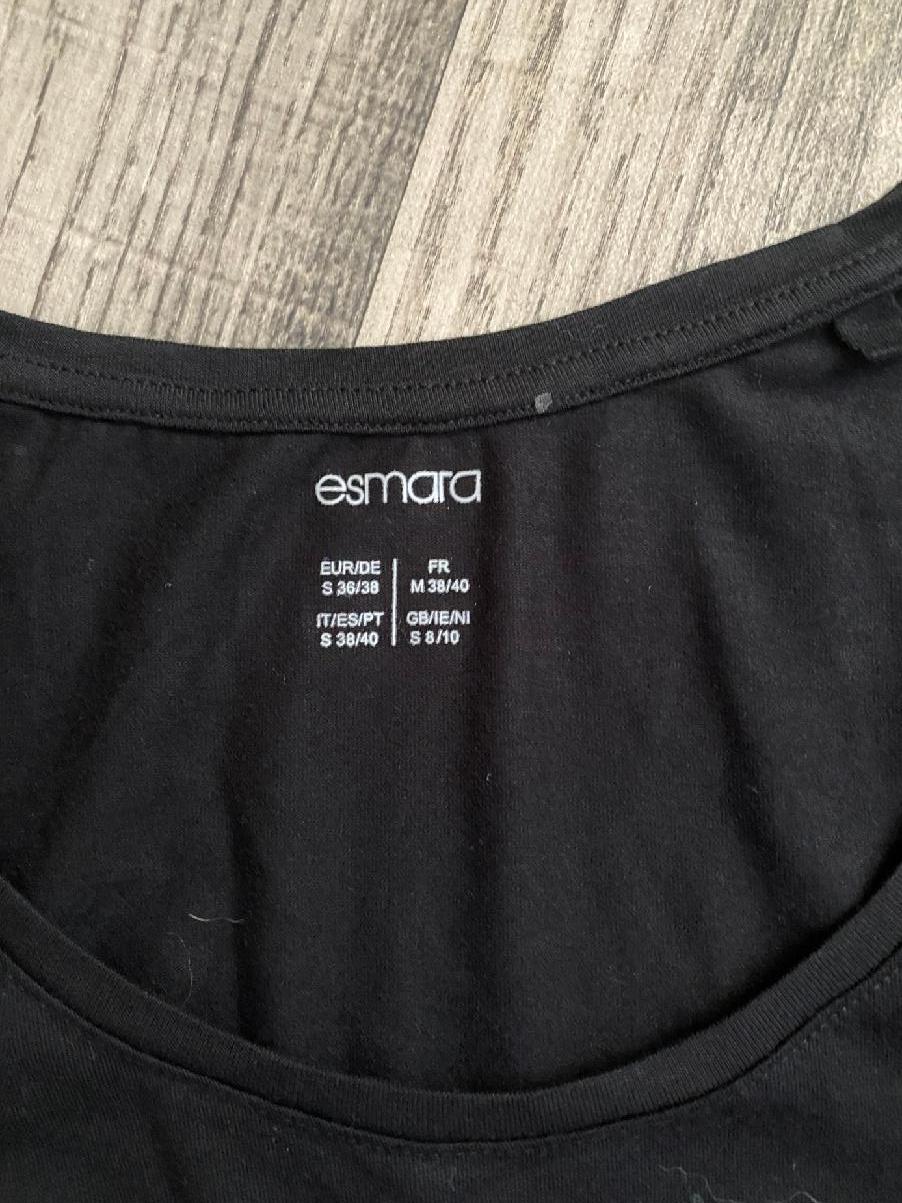 esmara
EUR/DE
S 36/38
FR
M 38/40
IT/ES/PT
S 38/40
GB/IE/NI
S 8/10